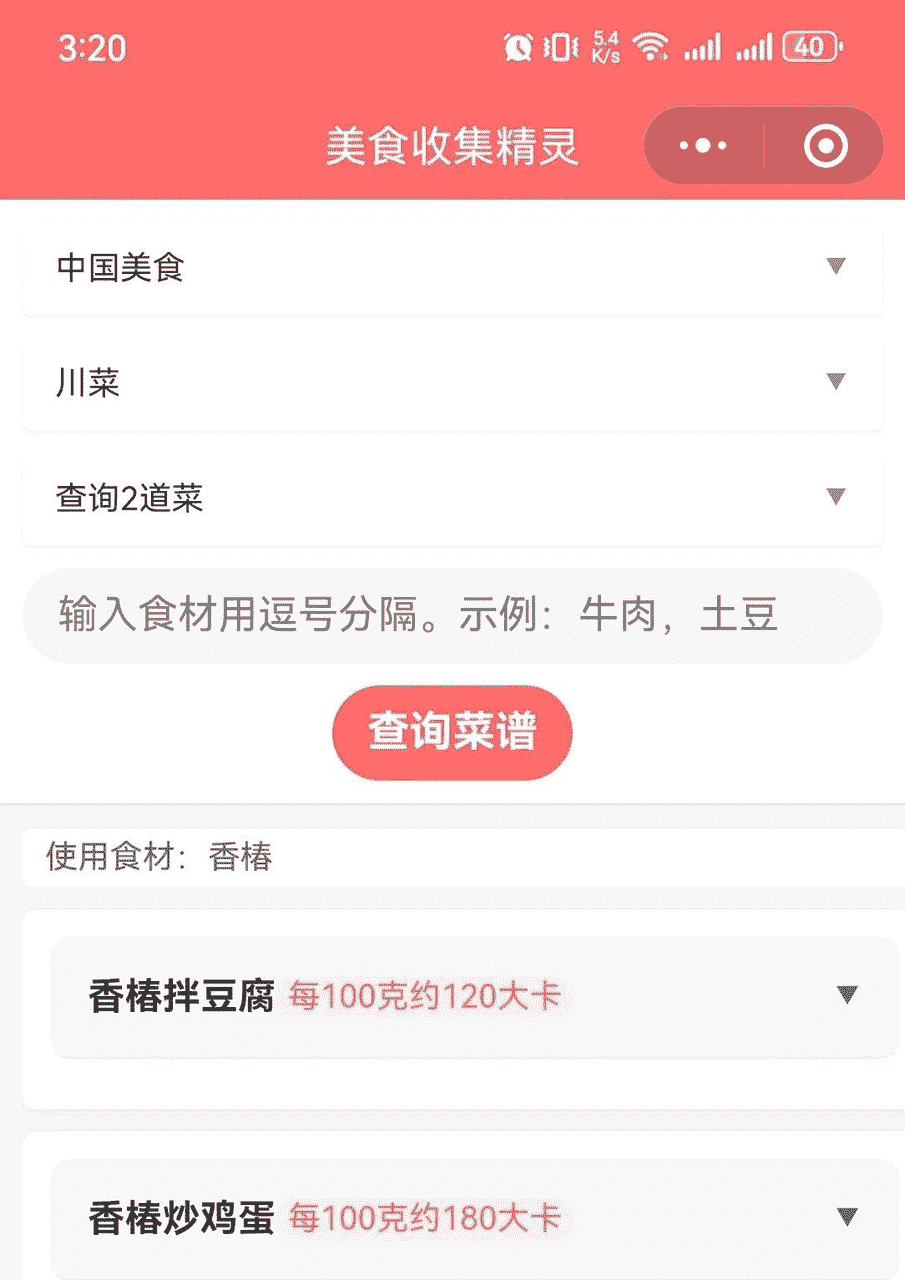 3:20
5.4
K/s
40
美食收集精灵
中国美食
川菜
查询2道菜
输入食材用逗号分隔。示例：牛肉，土豆
查询菜谱
使用食材：香椿
香椿拌豆腐 每100克约120大卡
香椿炒鸡蛋 每100克约180大卡